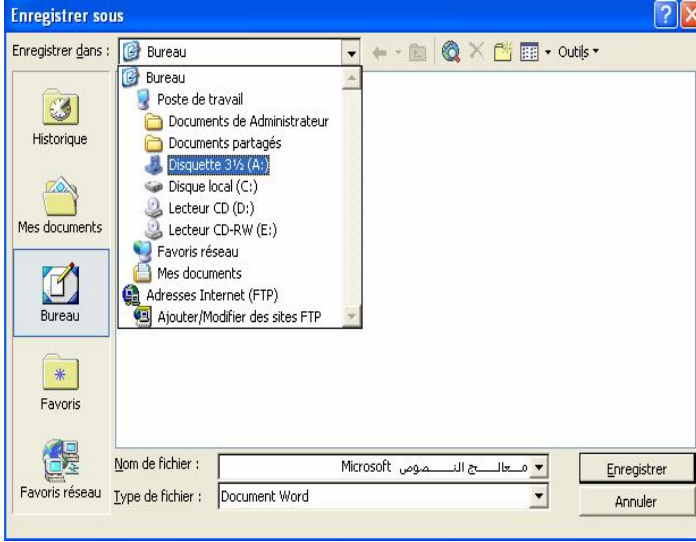 Enregistrer sous
Enregistrer dans : Bureau Outils
Bureau
Poste de travail
Documents de Administrateur
Documents partagés
Disquette 3½ (A:)
Disque local (C:)
Lecteur CD (D:)
Lecteur CD-RW (E:)
Favoris réseau
Mes documents
Adresses Internet (FTP)
Ajouter/Modifier des sites FTP
Historique
Mes documents
Bureau
Favoris
Favoris réseau
Nom de fichier : معالـــج النـــــصوص Microsoft
Enregistrer
Type de fichier : Document Word
Annuler